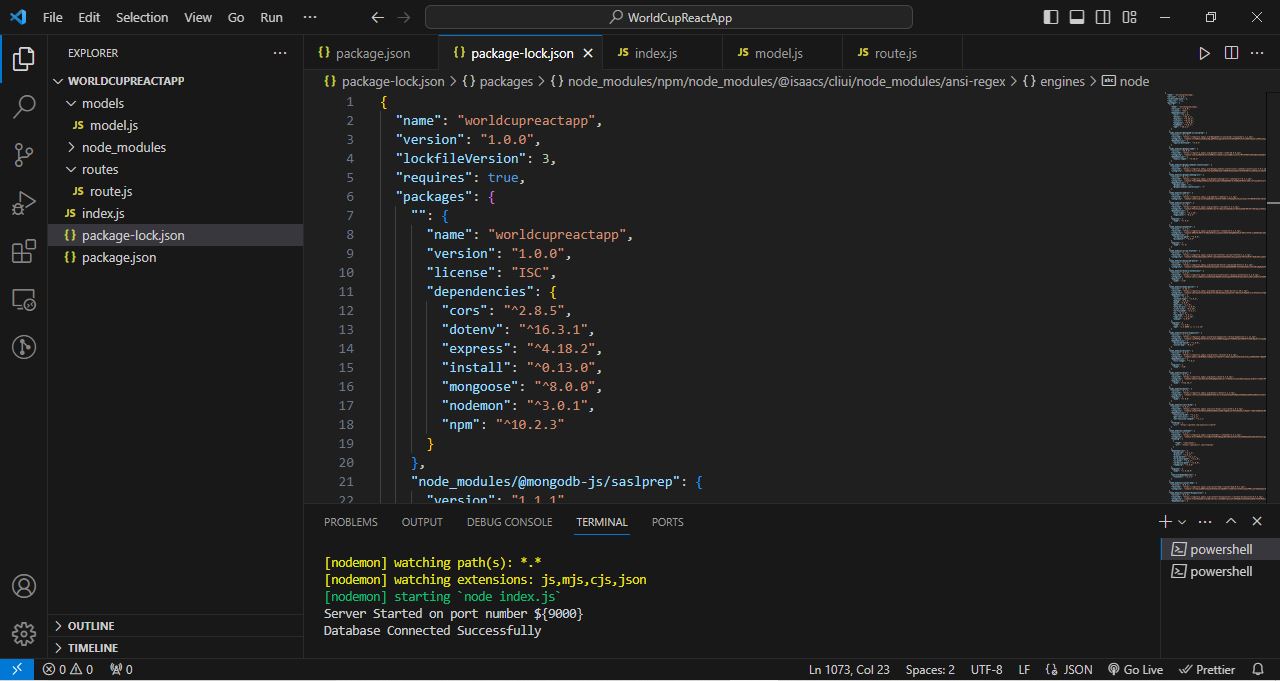 File Edit Selection View Go Run ··· WorldCupReactApp
EXPLORER
WORLDCUPREACTAPP
models
JS model.js
node_modules
routes
JS route.js
JS index.js
{} package-lock.json
{} package.json
OUTLINE
TIMELINE
{} package.json {} package-lock.json JS index.js JS model.js JS route.js
{} package-lock.json > {} packages > {} node_modules/npm/node_modules/@isaacs/cliui/node_modules/ansi-regex > {} engines > abc node
1 {
2 "name": "worldcupreactapp",
3 "version": "1.0.0",
4 "lockfileVersion": 3,
5 "requires": true,
6 "packages": {
7 "": {
8 "name": "worldcupreactapp",
9 "version": "1.0.0",
10 "license": "ISC",
11 "dependencies": {
12 "cors": "^2.8.5",
13 "dotenv": "^16.3.1",
14 "express": "^4.18.2",
15 "install": "^0.13.0",
16 "mongoose": "^8.0.0",
17 "nodemon": "^3.0.1",
18 "npm": "^10.2.3"
19 }
20 },
21 "node_modules/@mongodb-js/saslprep": {
22 "version": "1.1.1"
PROBLEMS OUTPUT DEBUG CONSOLE TERMINAL PORTS
[nodemon] watching path(s): *.*
[nodemon] watching extensions: js,mjs,cjs,json
[nodemon] starting `node index.js`
Server Started on port number ${9000}
Database Connected Successfully
powershell
powershell
0 0 0 Ln 1073, Col 23 Spaces: 2 UTF-8 LF {} JSON Go Live Prettier